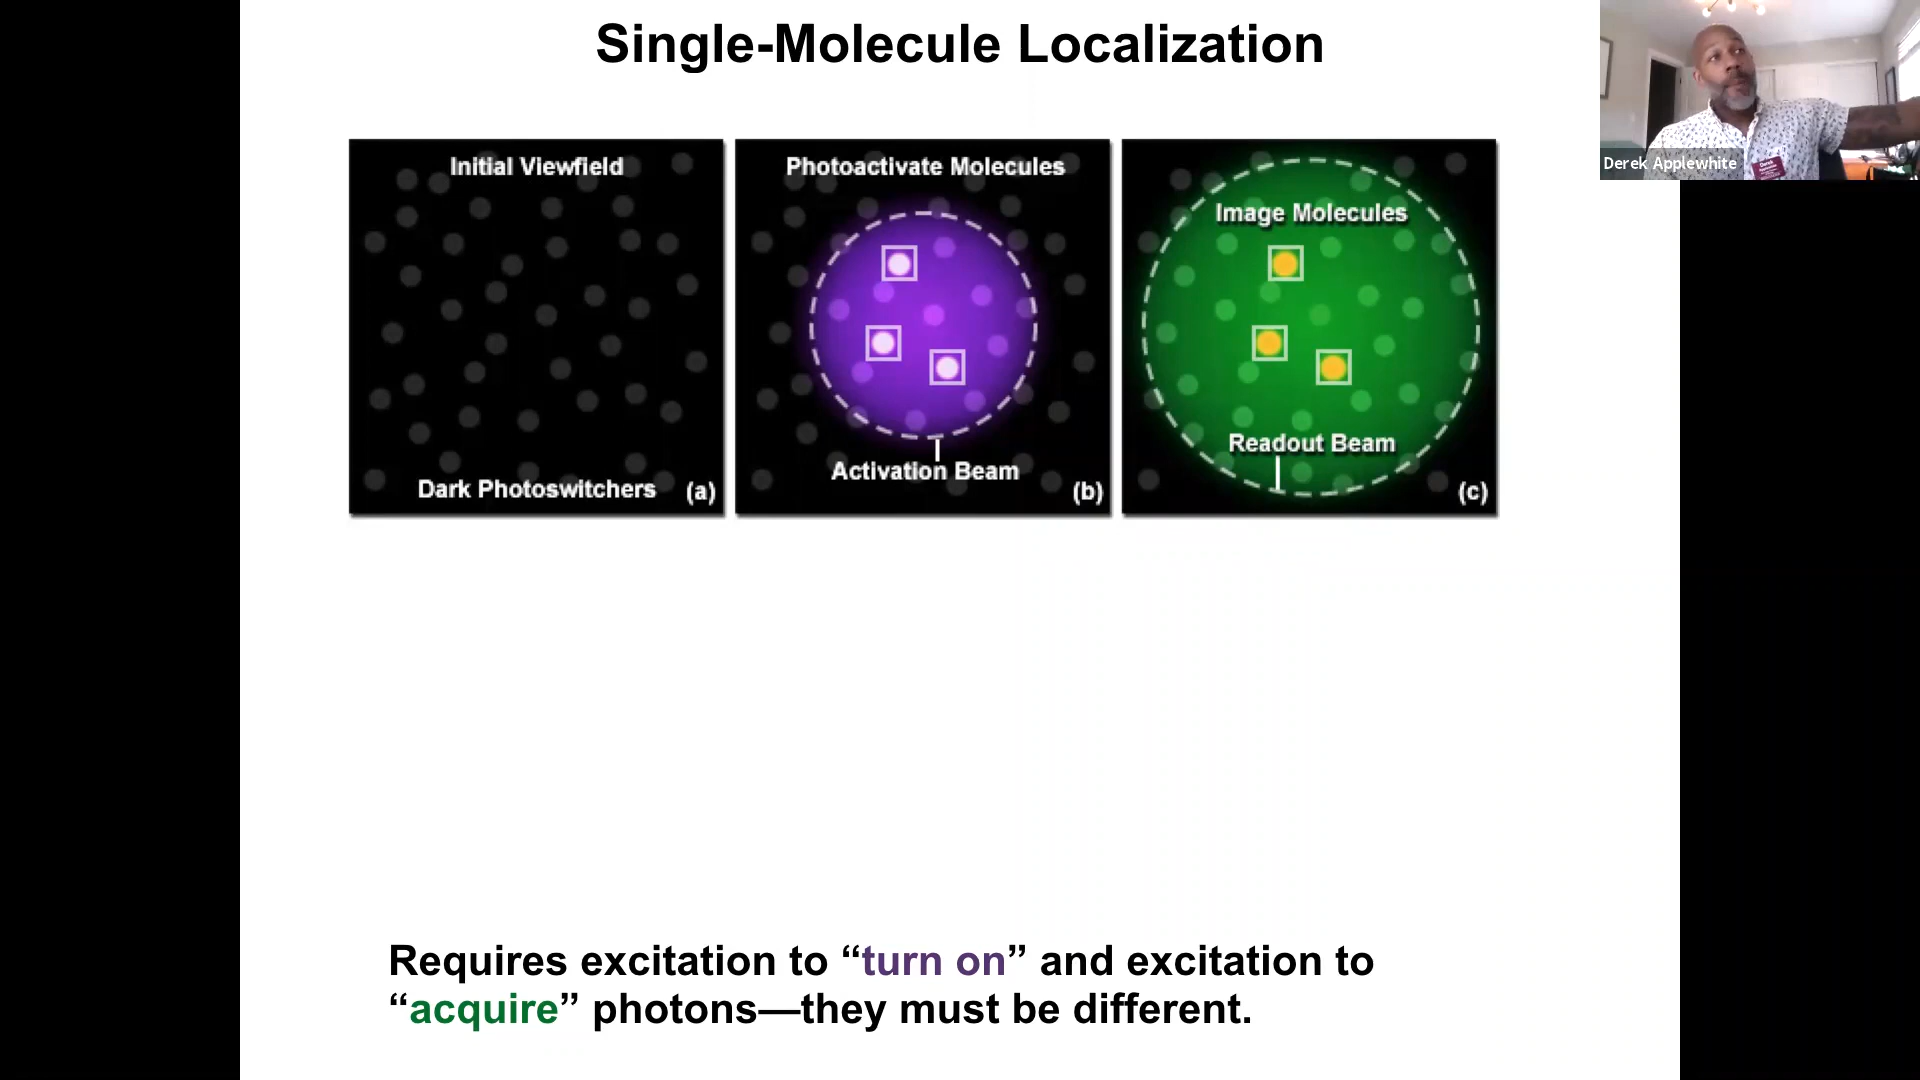 Single-Molecule Localization
Initial Viewfield
Dark Photoswitchers (a)
Photoactivate Molecules
Activation Beam
(b)
Image Molecules
Readout Beam
(c)
Derek Applewhite
Derek
Requires excitation to “turn on” and excitation to
“acquire” photons—they must be different.